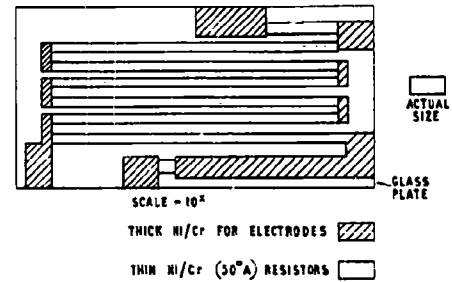 ACTUAL
SIZE
GLASS
PLATE
SCALE - 10ˣ
THICK Ni/Cr FOR ELECTRODES
THIN Ni/Cr (50°A) RESISTORS